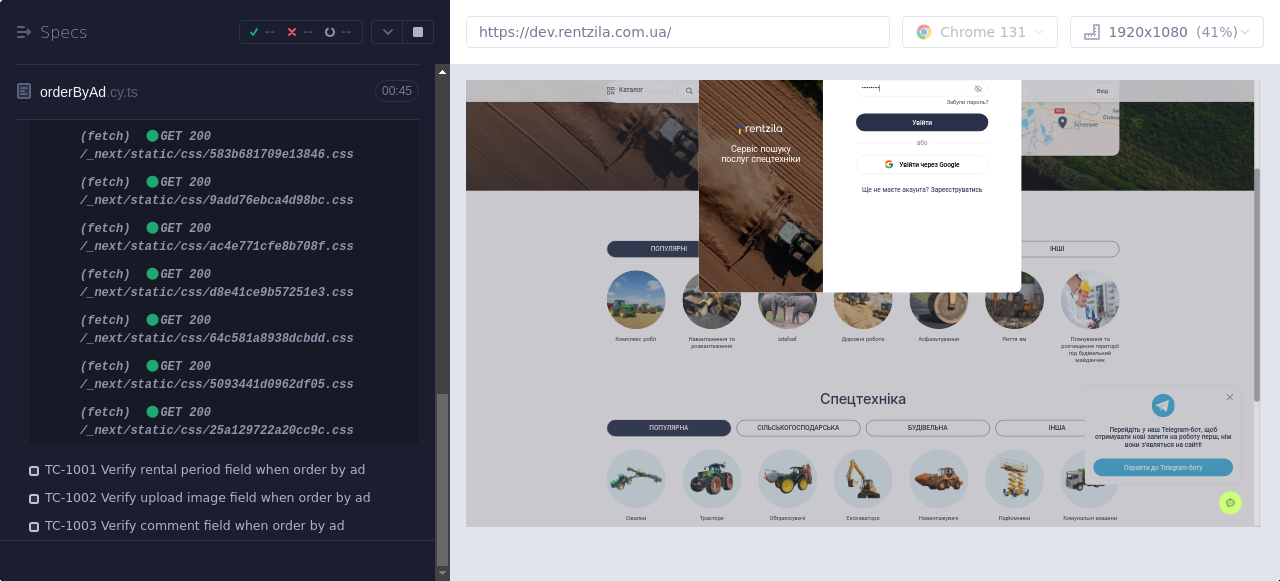 Specs
--
--
--
https://dev.rentzila.com.ua/
Chrome 131
1920x1080 (41%)
orderByAd.cy.ts
00:45
(fetch) GET 200
/_next/static/css/583b681709e13846.css
(fetch) GET 200
/_next/static/css/9add76ebca4d98bc.css
(fetch) GET 200
/_next/static/css/ac4e771cfe8b708f.css
(fetch) GET 200
/_next/static/css/d8e41ce9b57251e3.css
(fetch) GET 200
/_next/static/css/64c581a8938dcbdd.css
(fetch) GET 200
/_next/static/css/5093441d0962df05.css
(fetch) GET 200
/_next/static/css/25a129722a20cc9c.css
TC-1001 Verify rental period field when order by ad
TC-1002 Verify upload image field when order by ad
TC-1003 Verify comment field when order by ad
Каталог
Вхід
Забули пароль?
rentzila
Сервіс пошуку
послуг спецтехніки
Увійти
або
Увійти через Google
Ще не маєте акаунта? Зареєструватись
ПОПУЛЯРНІ
ІНШІ
Комплекс робіт
Навантаження та
розвантаження
sdafsaf
Дорожні роботи
Асфальтування
Риття ям
Планування та
розчищення території
під будівельний
майданчик
Спецтехніка
ПОПУЛЯРНА
СІЛЬСЬКОГОСПОДАРСЬКА
БУДІВЕЛЬНА
ІНША
Сівалки
Трактори
Обприскувачі
Екскаватори
Навантажувачі
Підйомники
Комунальні машини
Перейдіть у наш Telegram-бот, щоб
отримувати нові запити на роботу перш, ніж
вони зʼявляться на сайті!
Перейти до Telegram-боту